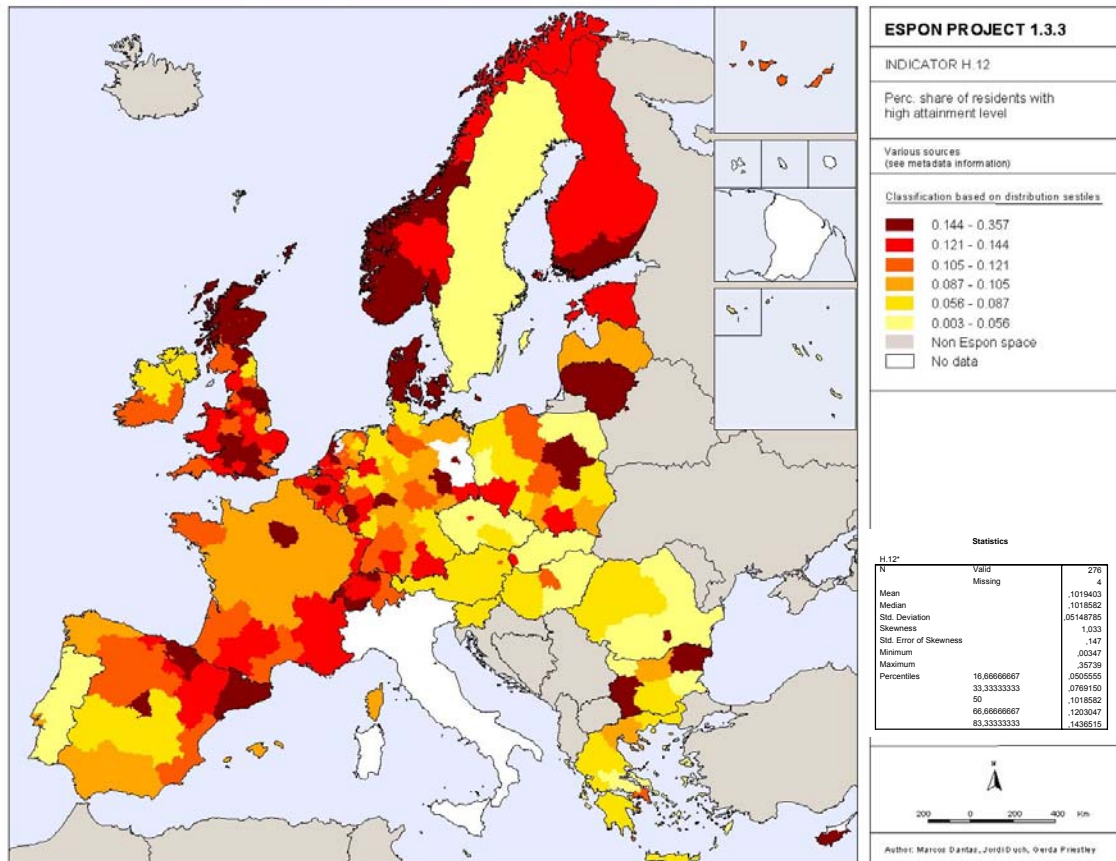 ESPON PROJECT 1.3.3
INDICATOR H.12
Perc. share of residents with
high attainment level
Various sources
(see metadata information)
Classification based on distribution sestiles
0.144 - 0.357
0.121 - 0.144
0.105 - 0.121
0.087 - 0.105
0.056 - 0.087
0.003 - 0.056
Non Espon space
No data
Statistics
H.12*
N Valid 276
Missing 4
Mean ,1019403
Median ,1018582
Std. Deviation ,05148785
Skewness 1,033
Std. Error of Skewness ,147
Minimum ,00347
Maximum ,35739
Percentiles 16,66666667 ,0505555
33,33333333 ,0769150
50 ,1018582
66,66666667 ,1203047
83,33333333 ,1436515
N
200 0 200 400 Km
Author: Marcos Dantas, Jordi Duch, Gerda Priestley